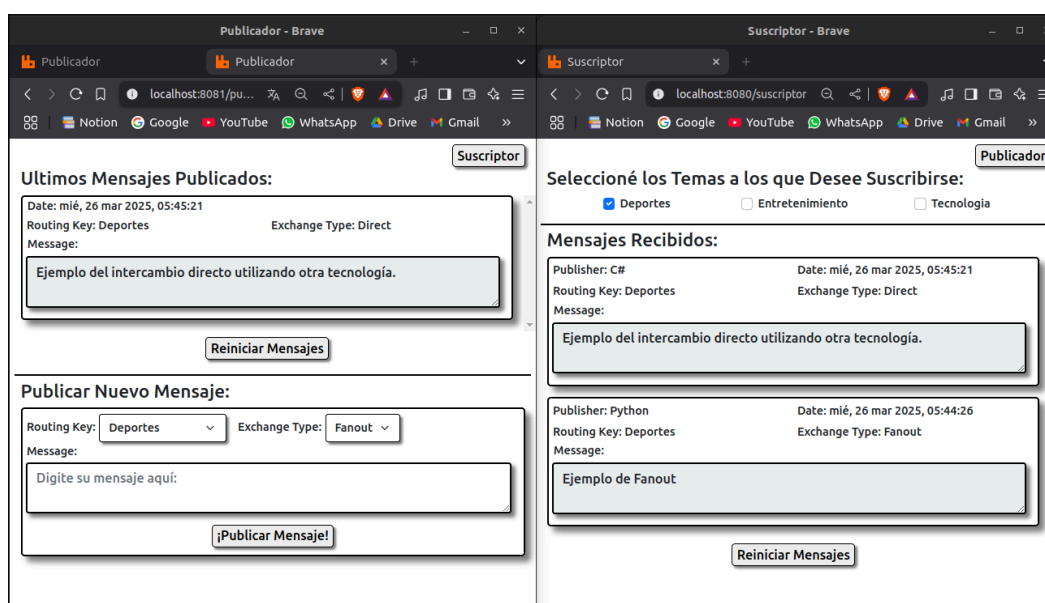 Publicador - Brave
Publicador
Publicador
localhost:8081/pu...
Notion Google YouTube WhatsApp Drive Gmail »
Suscriptor
Ultimos Mensajes Publicados:
Date: mié, 26 mar 2025, 05:45:21
Routing Key: Deportes Exchange Type: Direct
Message:
Ejemplo del intercambio directo utilizando otra tecnología.
Reiniciar Mensajes
Publicar Nuevo Mensaje:
Routing Key: Deportes Exchange Type: Fanout
Message:
Digite su mensaje aquí:
¡Publicar Mensaje!
Suscriptor - Brave
Suscriptor
localhost:8080/suscriptor
Notion Google YouTube WhatsApp Drive Gmail »
Publicador
Seleccioné los Temas a los que Desee Suscribirse:
Deportes Entretenimiento Tecnologia
Mensajes Recibidos:
Publisher: C# Date: mié, 26 mar 2025, 05:45:21
Routing Key: Deportes Exchange Type: Direct
Message:
Ejemplo del intercambio directo utilizando otra tecnología.
Publisher: Python Date: mié, 26 mar 2025, 05:44:26
Routing Key: Deportes Exchange Type: Fanout
Message:
Ejemplo de Fanout
Reiniciar Mensajes